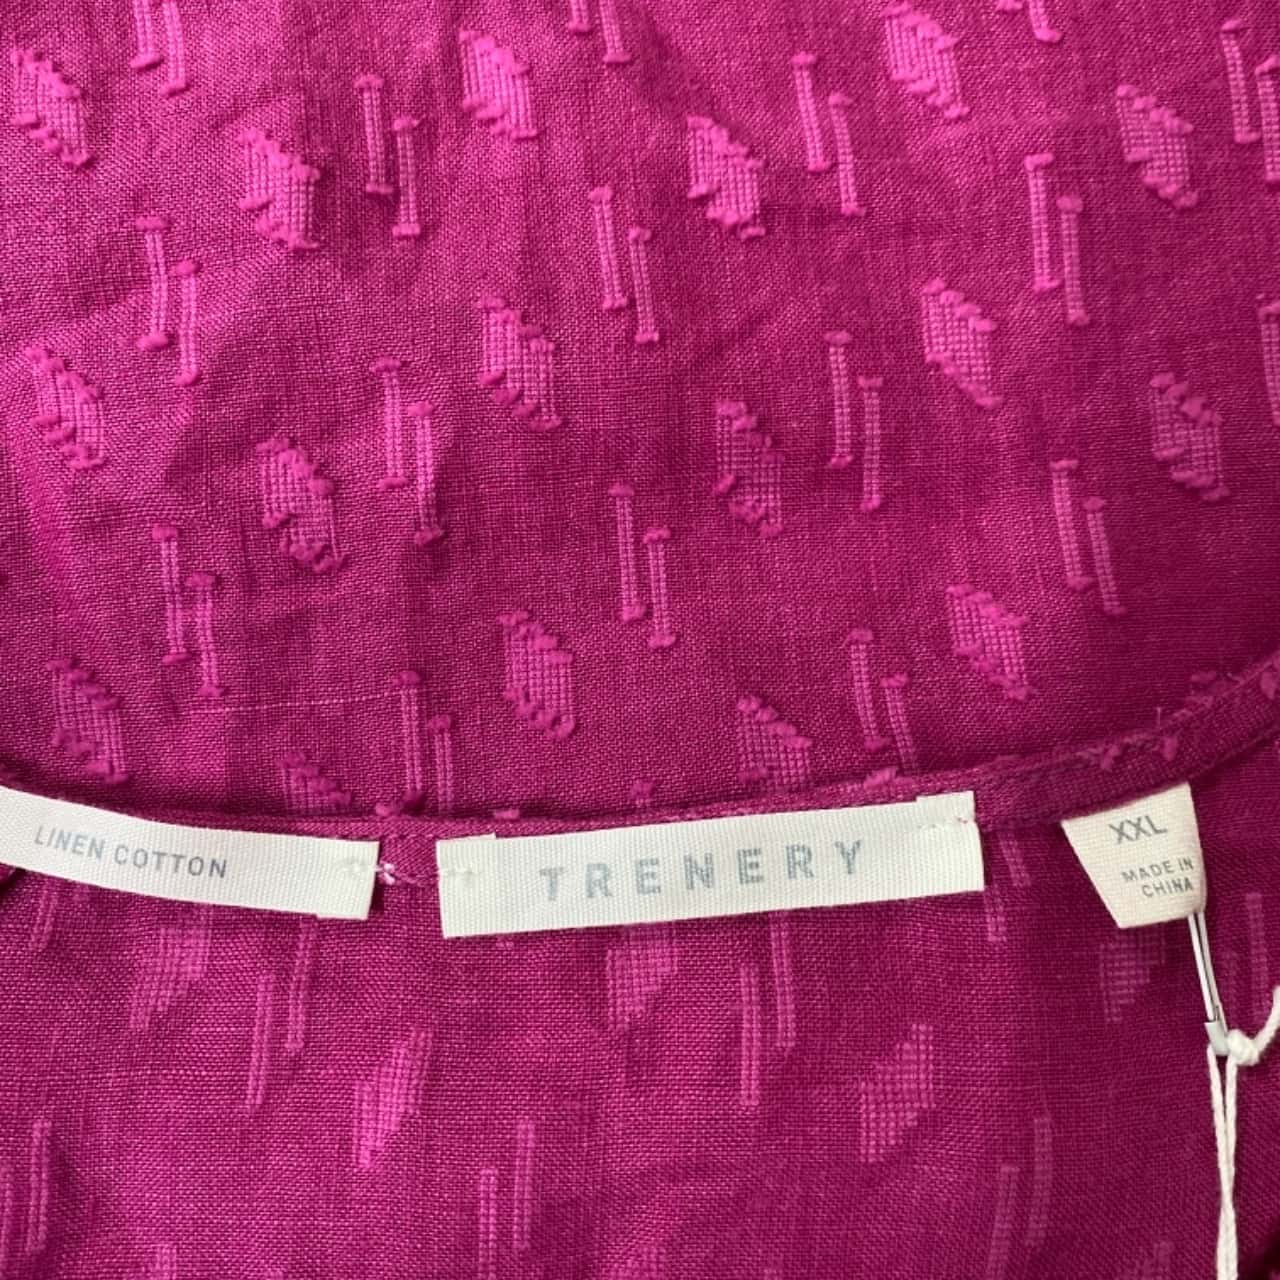 LINEN COTTON
TRENERY
XXL
MADE IN
CHINA